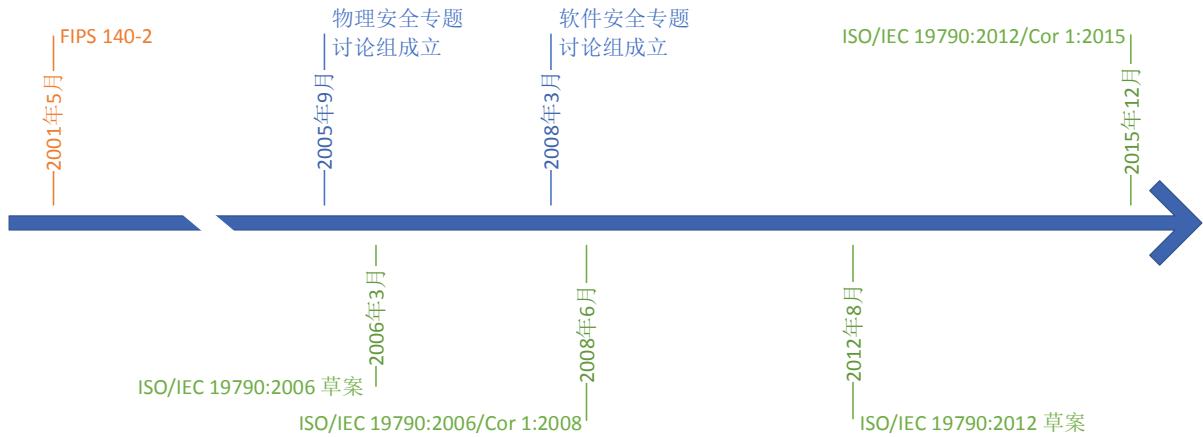 FIPS 140-2
2001年5月
物理安全专题
讨论组成立
2005年9月
软件安全专题
讨论组成立
2008年3月
ISO/IEC 19790:2012/Cor 1:2015
2015年12月
2006年3月
ISO/IEC 19790:2006 草案
2008年6月
ISO/IEC 19790:2006/Cor 1:2008
2012年8月
ISO/IEC 19790:2012 草案